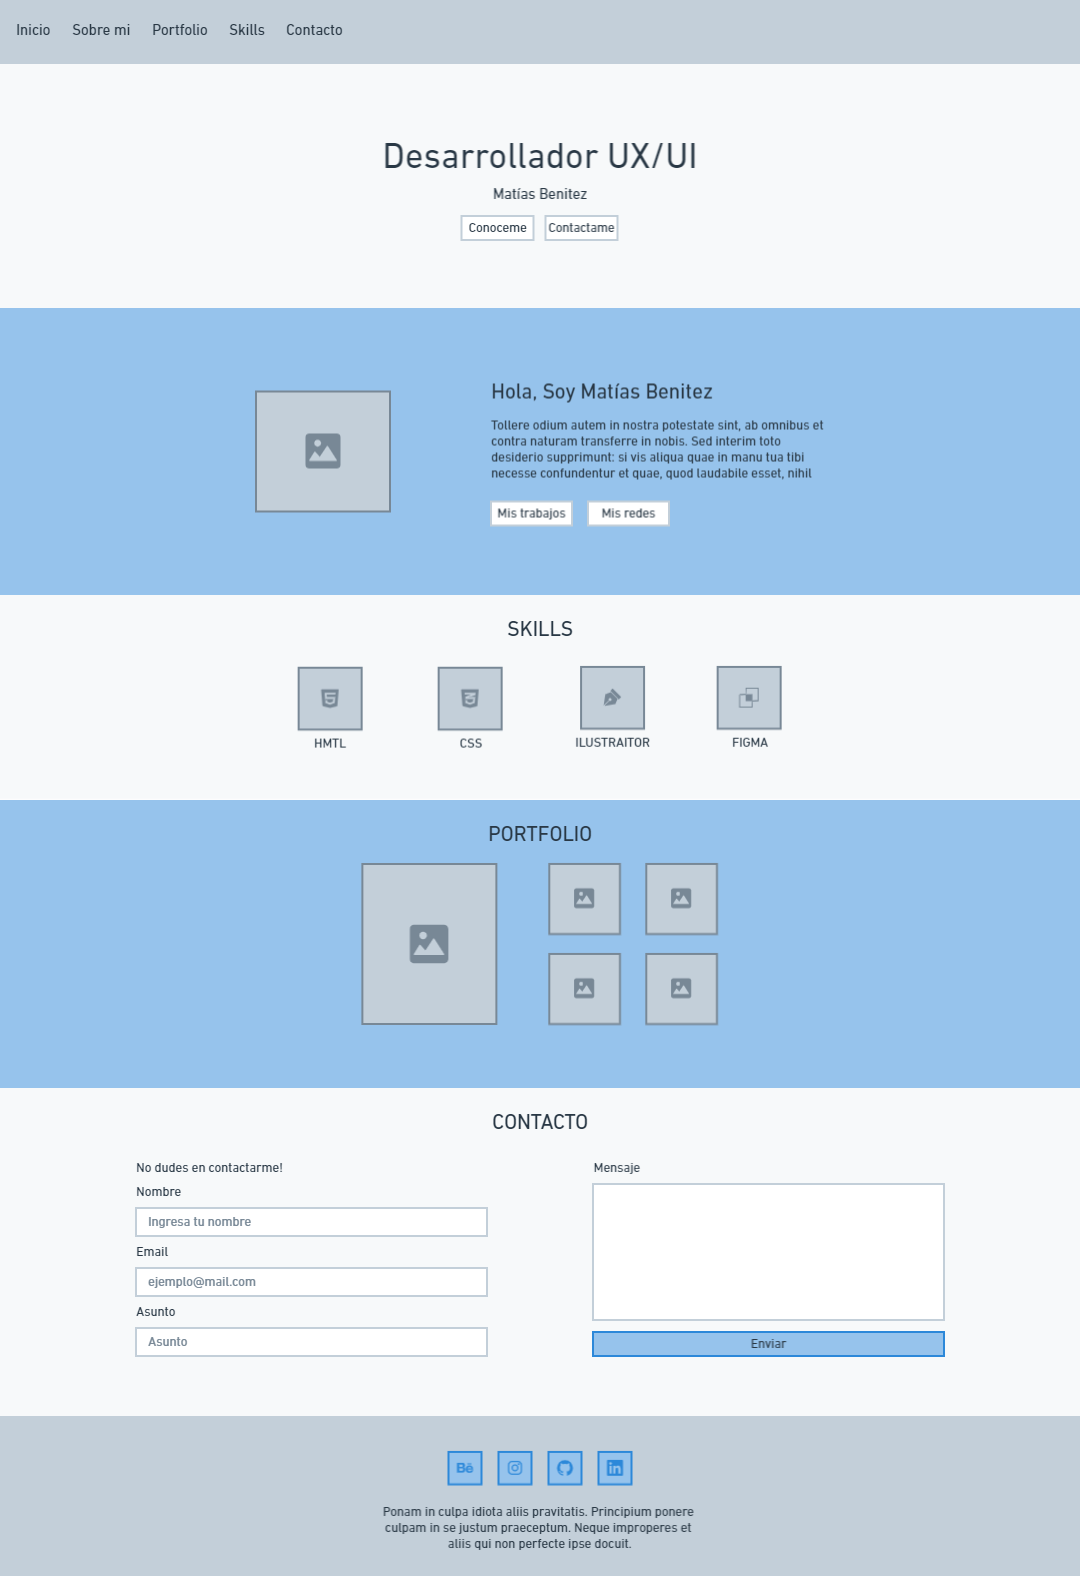 Inicio Sobre mi Portfolio Skills Contacto
Desarrollador UX/UI
Matías Benitez
Conoceme Contactame
Hola, Soy Matías Benitez
Tollere odium autem in nostra potestate sint, ab omnibus et
contra naturam transferre in nobis. Sed interim toto
desiderio supprimunt: si vis aliqua quae in manu tua tibi
necesse confundentur et quae, quod laudabile esset, nihil
Mis trabajos Mis redes
SKILLS
HMTL CSS ILUSTRAITOR FIGMA
PORTFOLIO
CONTACTO
No dudes en contactarme!
Nombre
Ingresa tu nombre
Email
ejemplo@mail.com
Asunto
Asunto
Mensaje
Enviar
Bē in
Ponam in culpa idiota aliis pravitatis. Principium ponere
culpam in se justum praeceptum. Neque improperes et
aliis qui non perfecte ipse docuit.